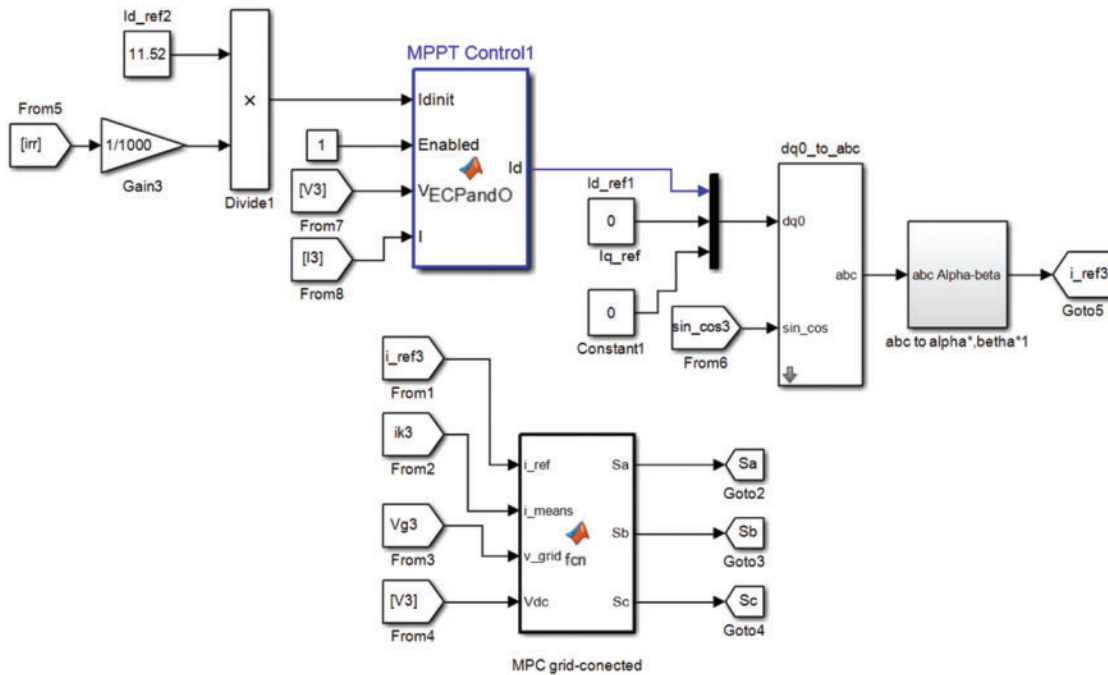 Id_ref2
11.52
From5
[irr]
1/1000
Gain3
×
Divide1
MPPT Control1
Idinit
Enabled
V
I
ECPandO
Id
1
[V3]
From7
[I3]
From8
Id_ref1
0
Iq_ref
0
Constant1
sin_cos3
From6
dq0_to_abc
dq0
sin_cos
abc
abc Alpha-beta
abc to alpha*,betha*1
i_ref3
Goto5
i_ref3
From1
ik3
From2
Vg3
From3
[V3]
From4
i_ref
i_means
v_grid
Vdc
fcn
Sa
Sb
Sc
MPC grid-conected
Sa
Goto2
Sb
Goto3
Sc
Goto4